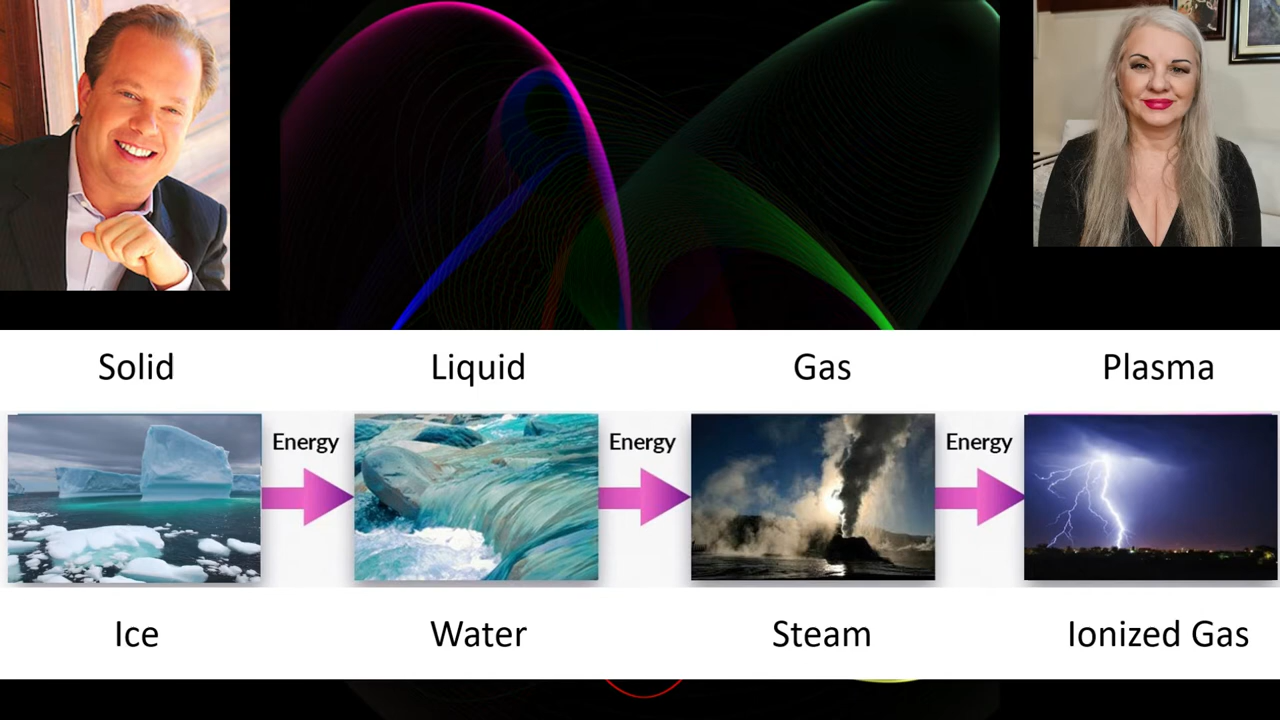 Solid Liquid Gas Plasma
Energy Energy Energy
Ice Water Steam Ionized Gas